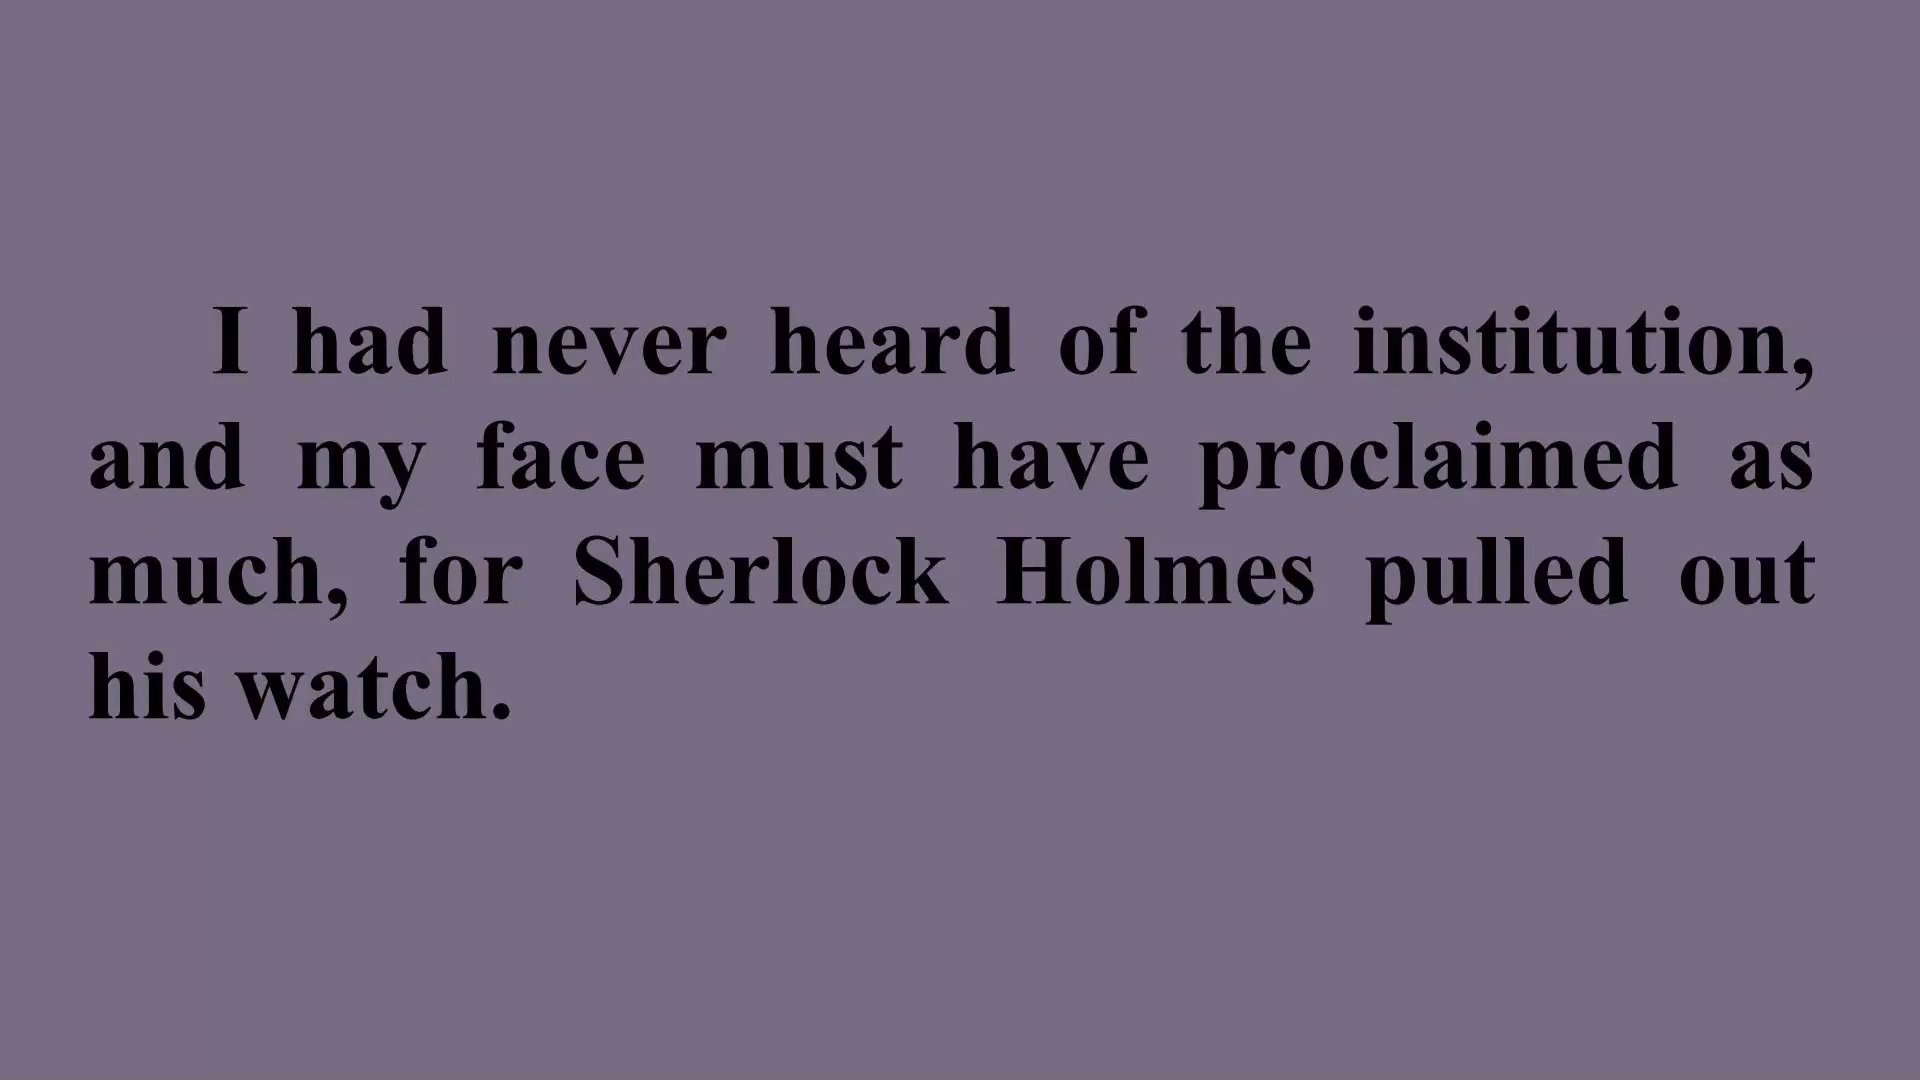 I had never heard of the institution,
and my face must have proclaimed as
much, for Sherlock Holmes pulled out
his watch.